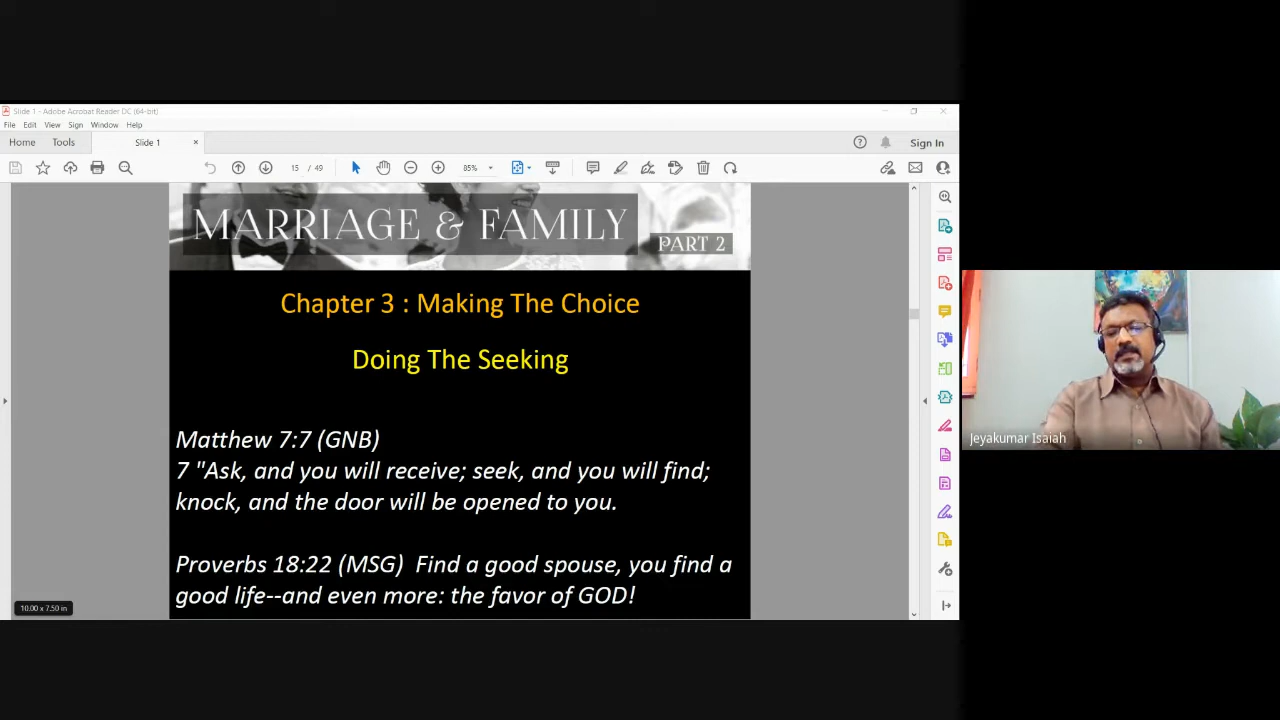 Slide 1 - Adobe Acrobat Reader DC (64-bit)
File Edit View Sign Window Help
Home Tools Slide 1 × Sign In
15 / 49 85%
MARRIAGE & FAMILY
PART 2
Chapter 3 : Making The Choice
Doing The Seeking
Matthew 7:7 (GNB)
7 "Ask, and you will receive; seek, and you will find;
knock, and the door will be opened to you.
Proverbs 18:22 (MSG) Find a good spouse, you find a
good life--and even more: the favor of GOD!
10.00 x 7.50 in
Jeyakumar Isaiah